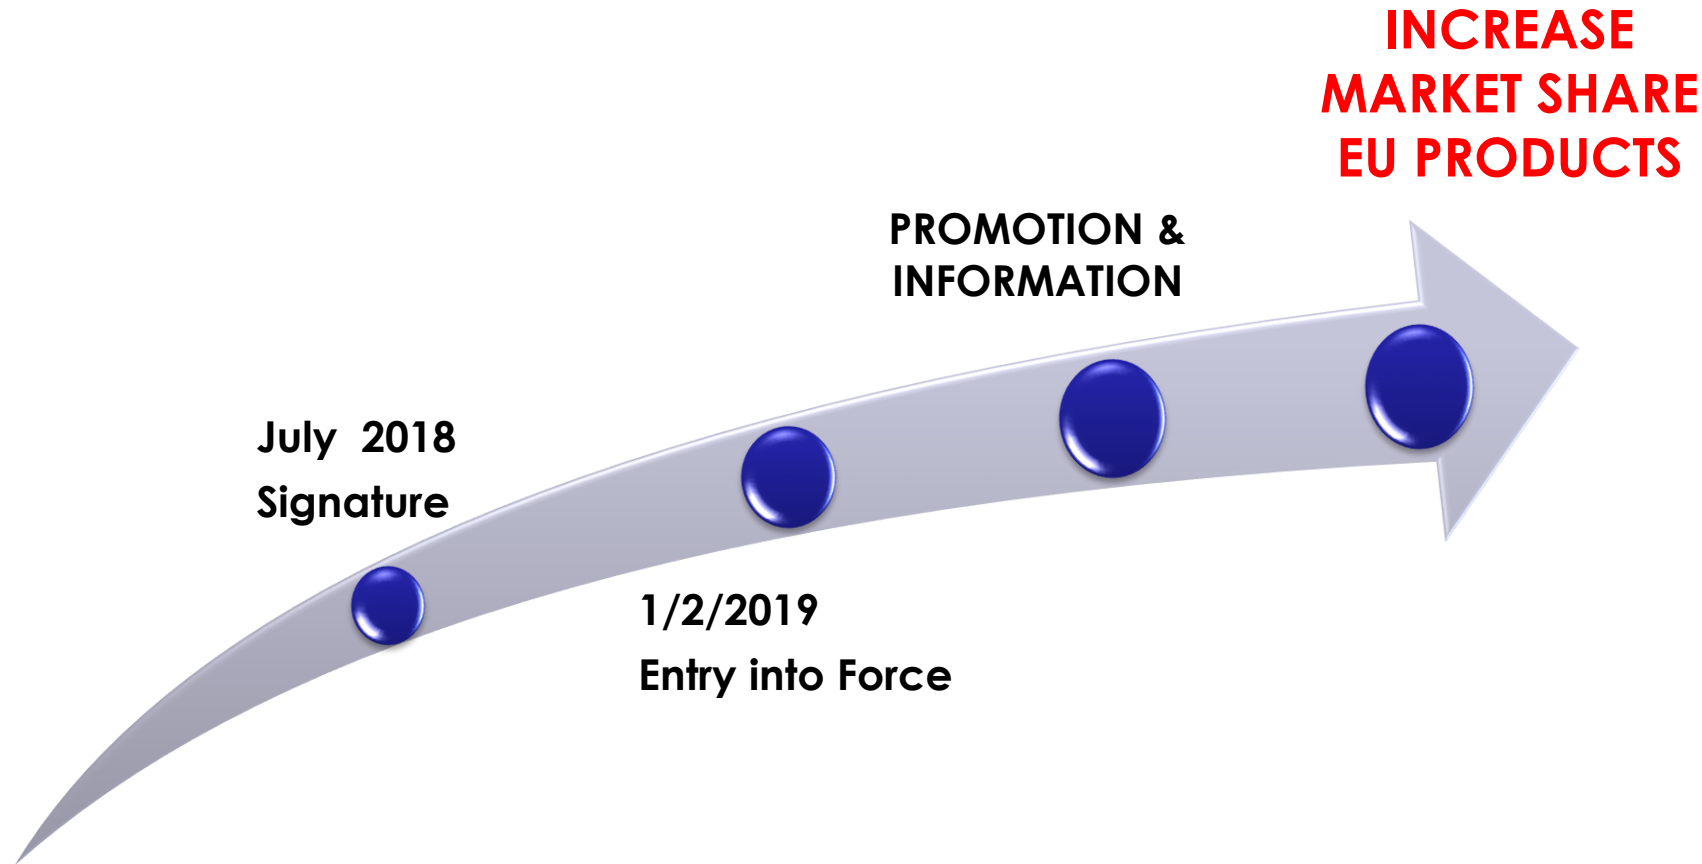 July 2018
Signature
1/2/2019
Entry into Force
PROMOTION &
INFORMATION
INCREASE
MARKET SHARE
EU PRODUCTS